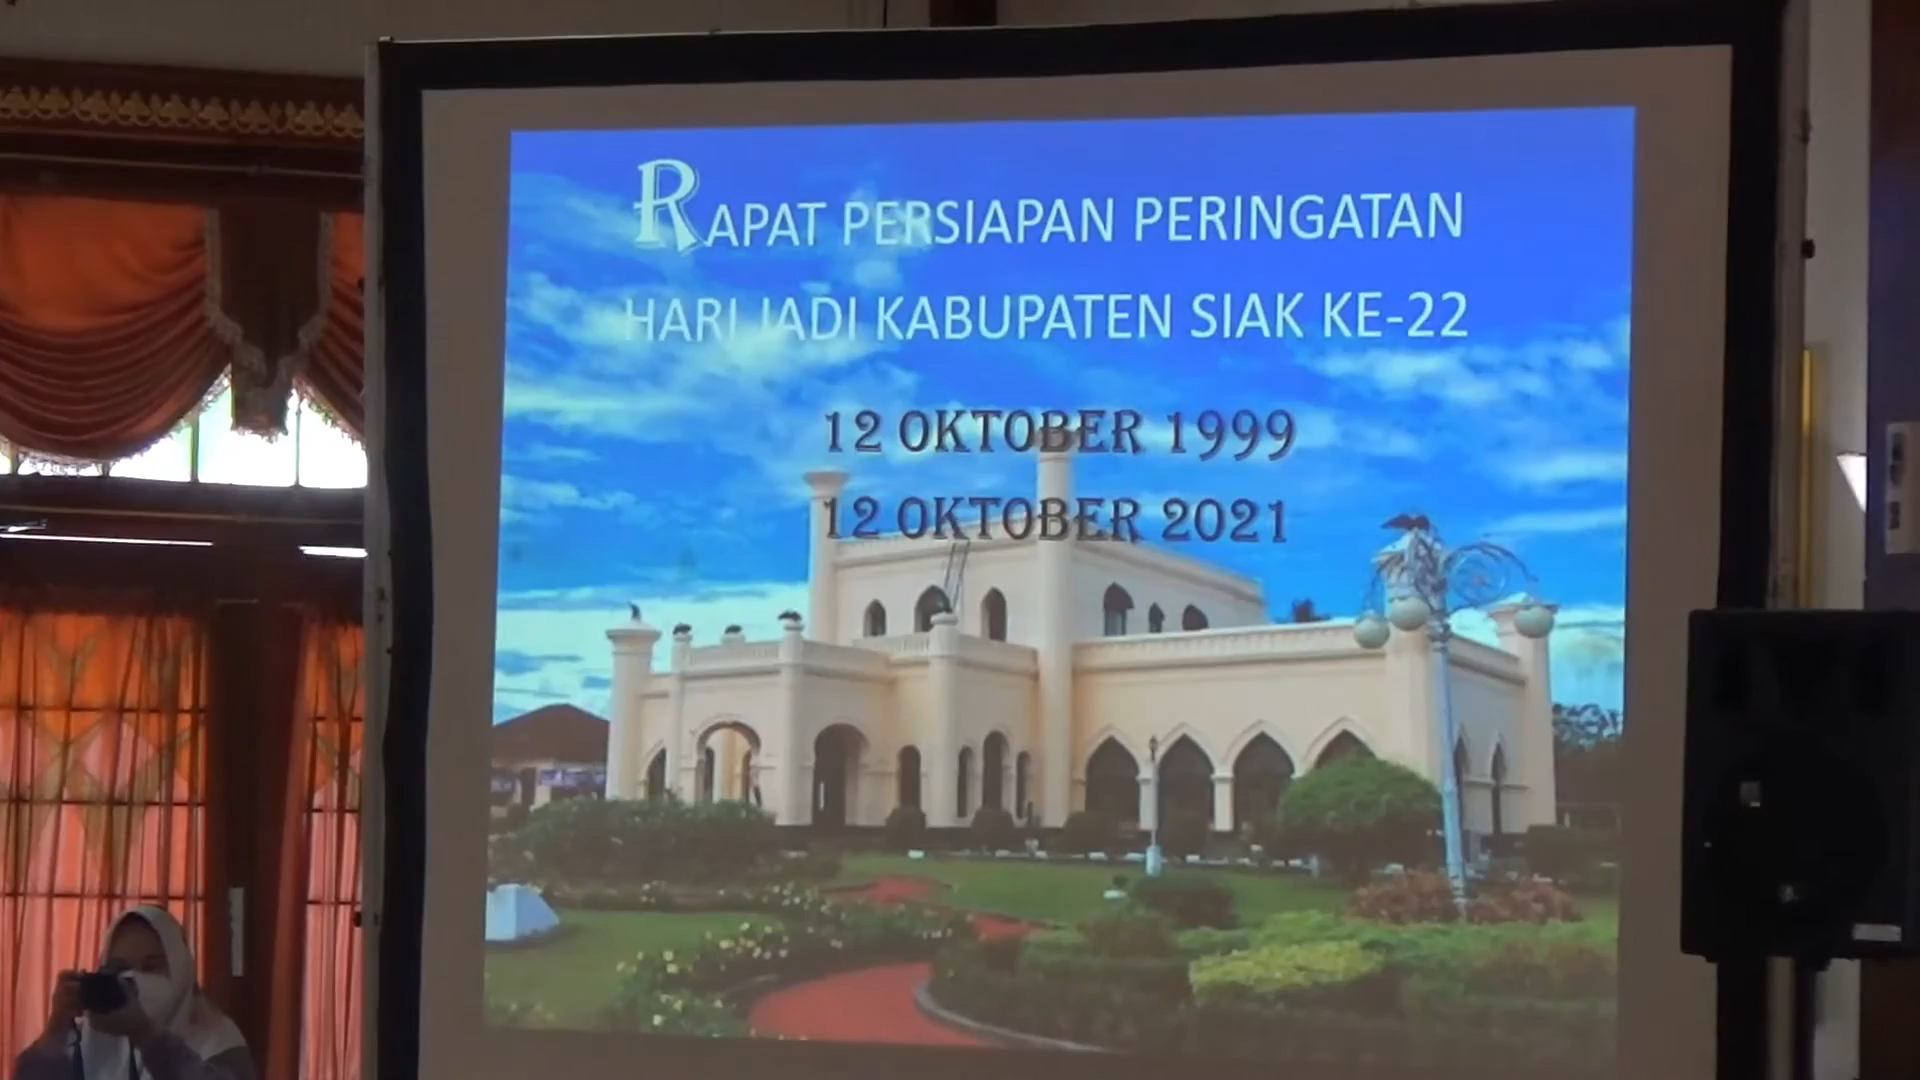 RAPAT PERSIAPAN PERINGATAN
HARI JADI KABUPATEN SIAK KE-22
12 OKTOBER 1999
12 OKTOBER 2021